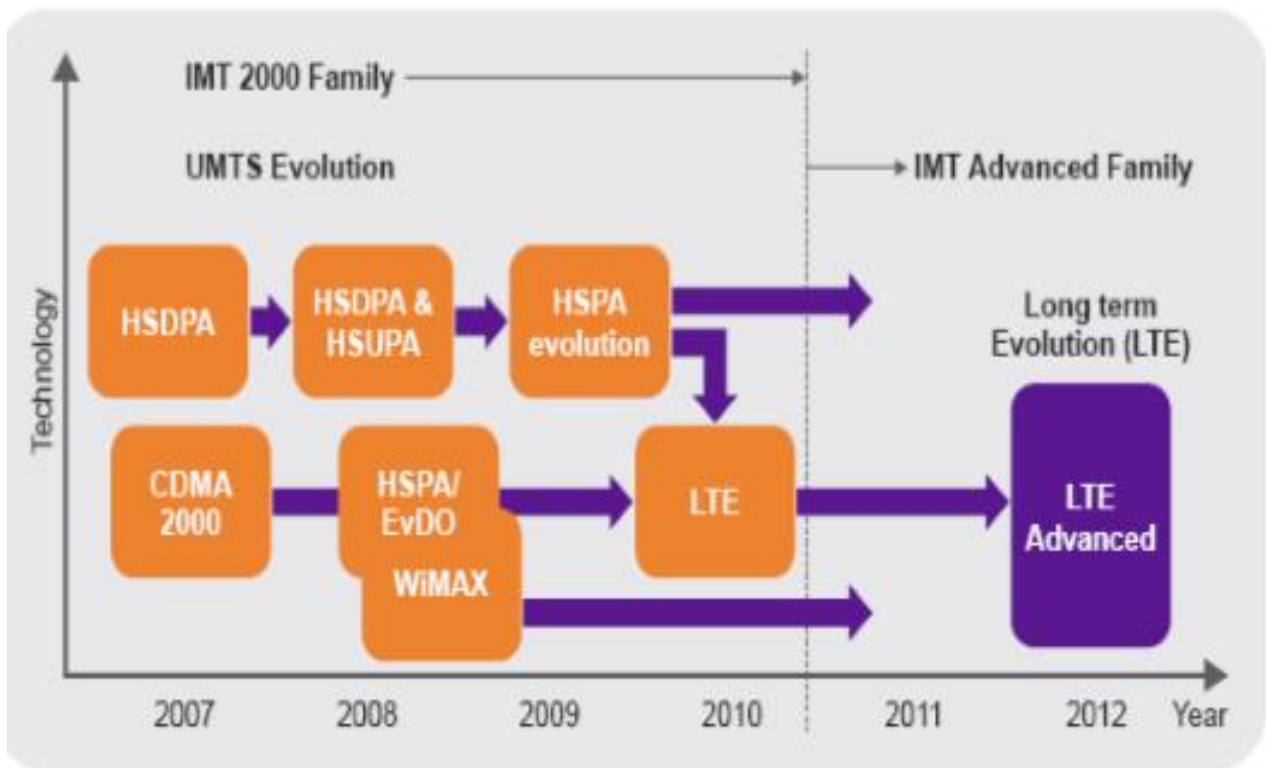 IMT 2000 Family
UMTS Evolution
IMT Advanced Family
Technology
HSDPA
HSDPA &
HSUPA
HSPA
evolution
Long term
Evolution (LTE)
CDMA
2000
HSPA/
EvDO
WiMAX
LTE
LTE
Advanced
2007 2008 2009 2010 2011 2012 Year